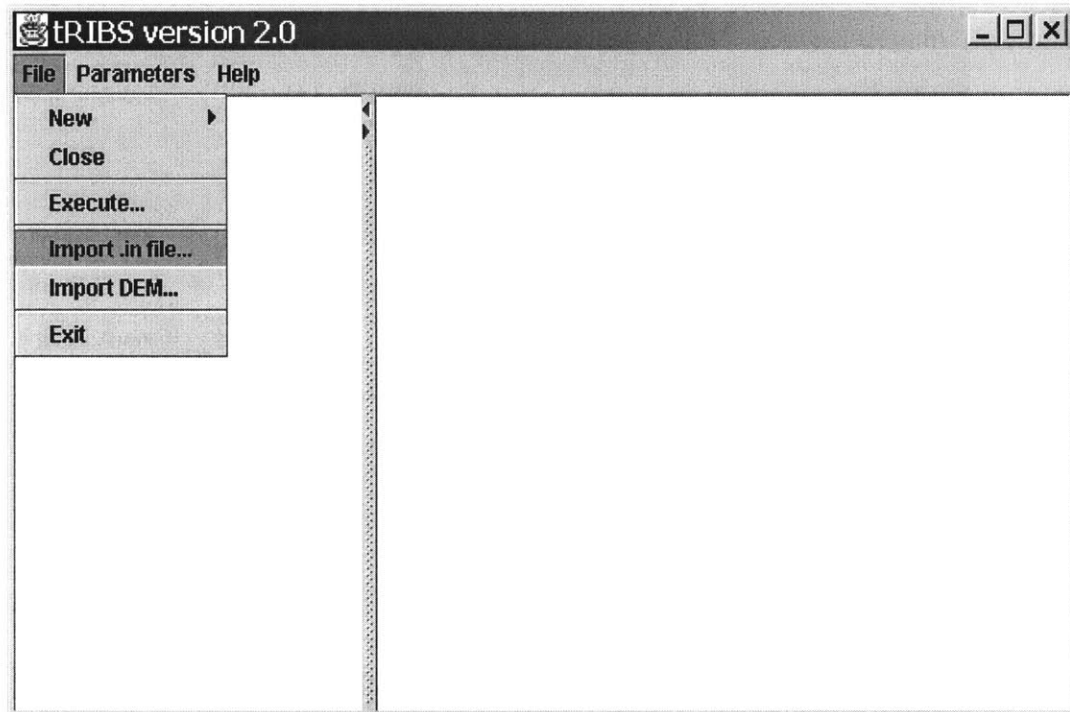 tRIBS version 2.0
File Parameters Help
New
Close
Execute...
Import .in file...
Import DEM...
Exit